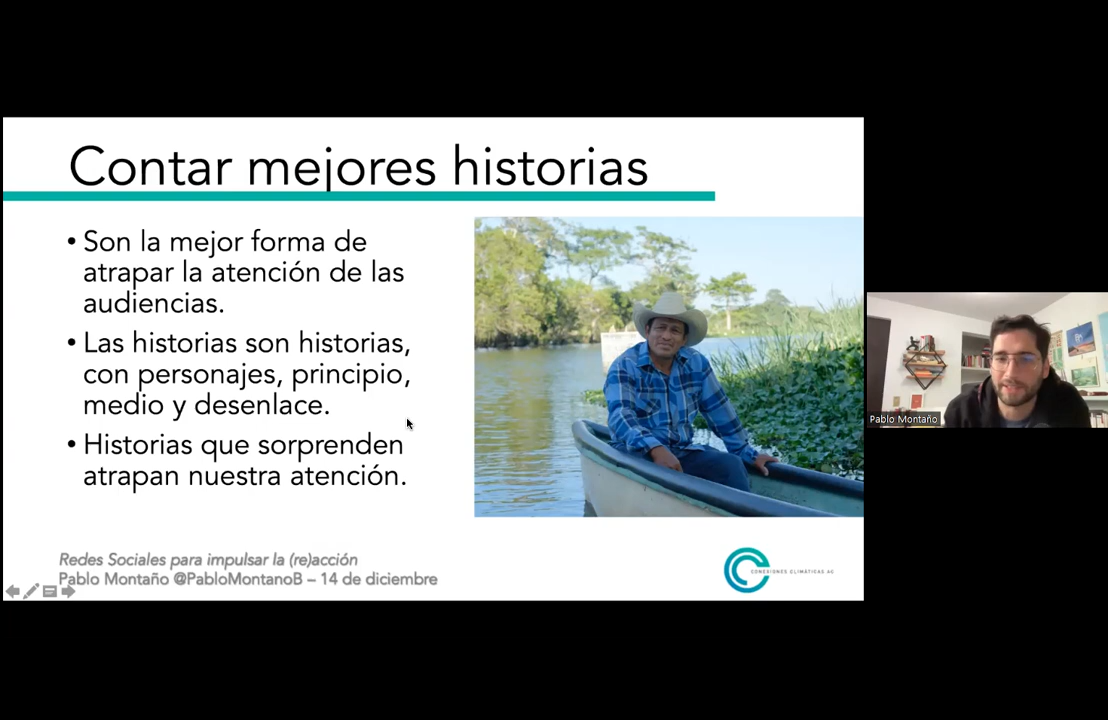 Contar mejores historias
• Son la mejor forma de
atrapar la atención de las
audiencias.
• Las historias son historias,
con personajes, principio,
medio y desenlace.
• Historias que sorprenden
atrapan nuestra atención.
Redes Sociales para impulsar la (re)acción
Pablo Montaño @PabloMontanoB – 14 de diciembre
CONEXIONES CLIMÁTICAS AC
Pablo Montaño